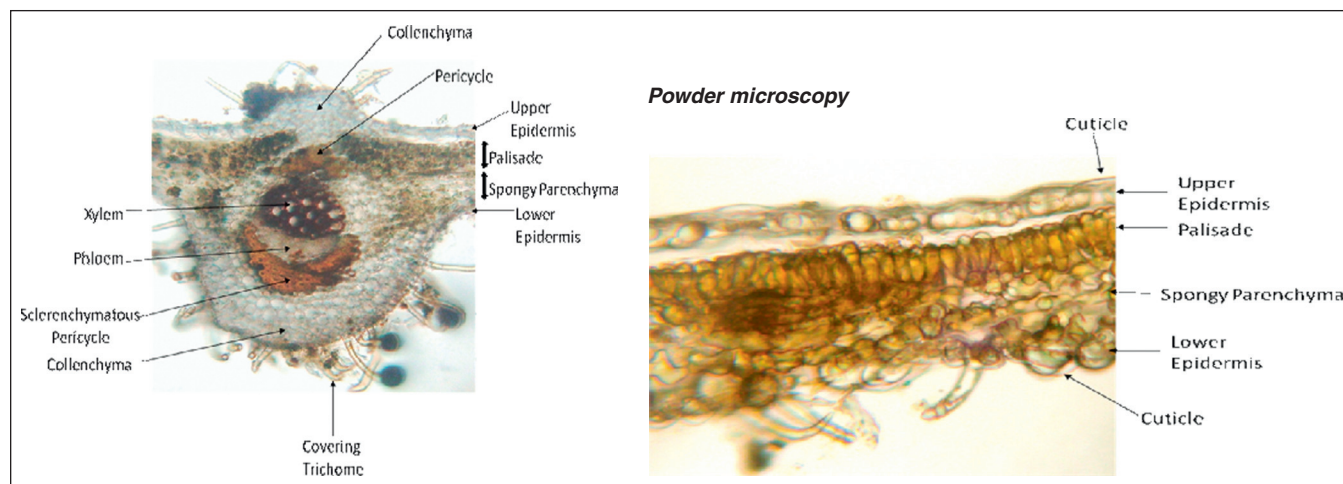 Collenchyma
Pericycle
Upper
Epidermis
Palisade
Spongy Parenchyma
Lower
Epidermis
Xylem
Phloem
Sclerenchymatous
Pericycle
Collenchyma
Covering
Trichome
Powder microscopy
Cuticle
Upper
Epidermis
Palisade
Spongy Parenchyma
Lower
Epidermis
Cuticle